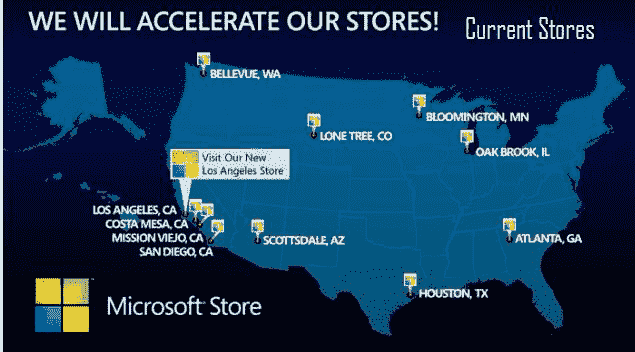 WE WILL ACCELERATE OUR STORES!
Current Stores
BELLEVUE, WA
BLOOMINGTON, MN
LONE TREE, CO
OAK BROOK, IL
Visit Our New
Los Angeles Store
LOS ANGELES, CA
COSTA MESA, CA
MISSION VIEJO, CA
SAN DIEGO, CA
SCOTTSDALE, AZ
ATLANTA, GA
HOUSTON, TX
Microsoft Store